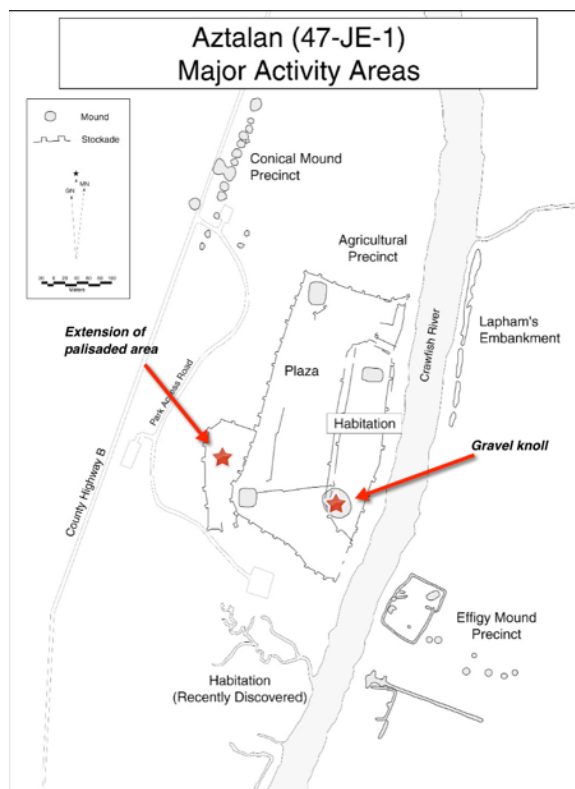 Aztalan (47-JE-1)
Major Activity Areas
Mound
Stockade
GN
MN
Meters
Conical Mound
Precinct
Agricultural
Precinct
Lapham's
Embankment
Crawfish River
Extension of
palisaded area
Plaza
Park Access Road
Habitation
Gravel knoll
County Highway B
Effigy Mound
Precinct
Habitation
(Recently Discovered)